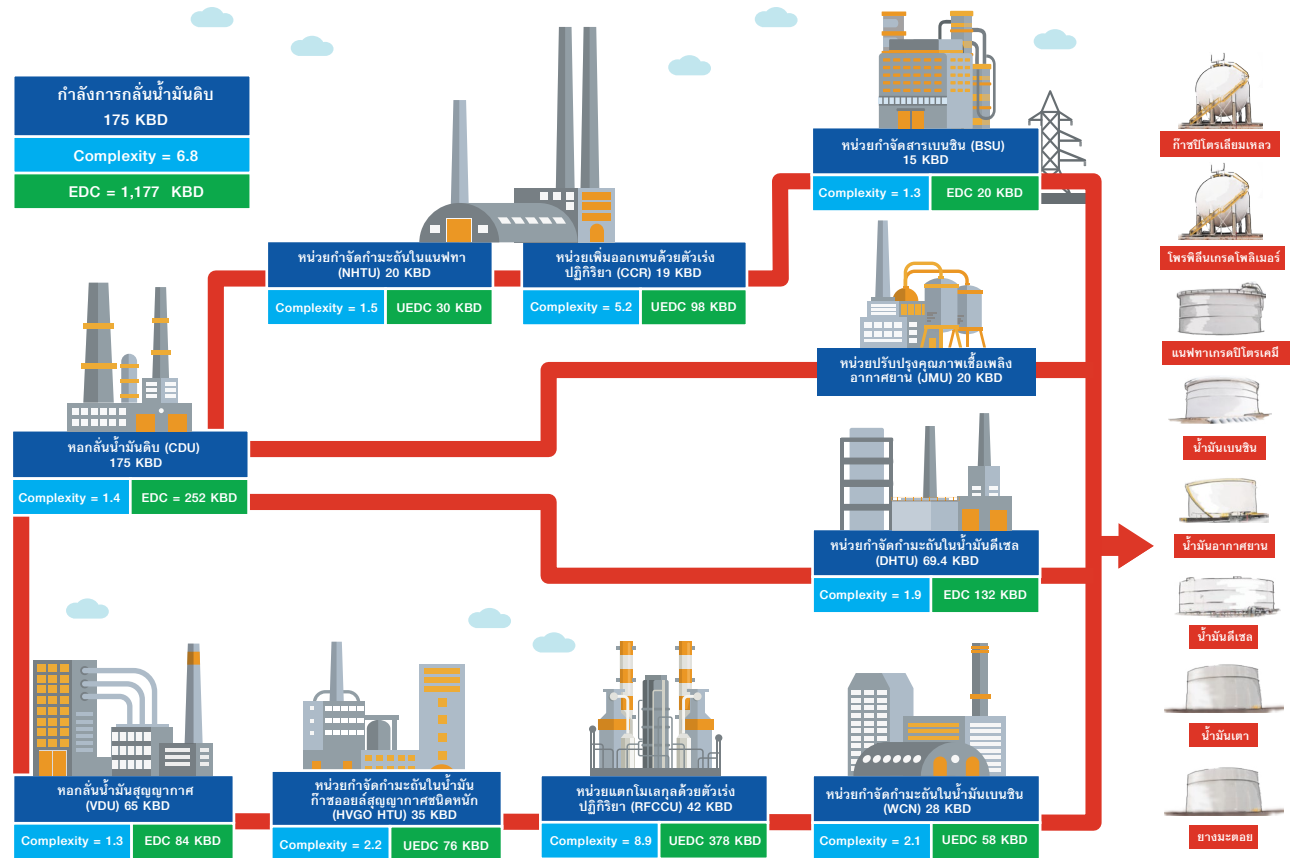 กำลังการกลั่นน้ำมันดิบ
175 KBD
Complexity = 6.8
EDC = 1,177 KBD
หน่วยกำจัดสารเบนซิน (BSU)
15 KBD
Complexity = 1.3
EDC 20 KBD
หน่วยกำจัดกำมะถันในแนฟทา
(NHTU) 20 KBD
Complexity = 1.5
UEDC 30 KBD
หน่วยเพิ่มออกเทนด้วยตัวเร่ง
ปฏิกิริยา (CCR) 19 KBD
Complexity = 5.2
UEDC 98 KBD
หน่วยปรับปรุงคุณภาพเชื้อเพลิง
อากาศยาน (JMU) 20 KBD
หอกลั่นน้ำมันดิบ (CDU)
175 KBD
Complexity = 1.4
EDC = 252 KBD
หน่วยกำจัดกำมะถันในน้ำมันดีเซล
(DHTU) 69.4 KBD
Complexity = 1.9
EDC 132 KBD
หอกลั่นน้ำมันสุญญากาศ
(VDU) 65 KBD
Complexity = 1.3
EDC 84 KBD
หน่วยกำจัดกำมะถันในน้ำมัน
ก๊าซออยล์สุญญากาศชนิดหนัก
(HVGO HTU) 35 KBD
Complexity = 2.2
UEDC 76 KBD
หน่วยแตกโมเลกุลด้วยตัวเร่ง
ปฏิกิริยา (RFCCU) 42 KBD
Complexity = 8.9
UEDC 378 KBD
หน่วยกำจัดกำมะถันในน้ำมันเบนซิน
(WCN) 28 KBD
Complexity = 2.1
UEDC 58 KBD
ก๊าซปิโตรเลียมเหลว
โพรพิลีนเกรดโพลิเมอร์
แนฟทาเกรดปิโตรเคมี
น้ำมันเบนซิน
น้ำมันอากาศยาน
น้ำมันดีเซล
น้ำมันเตา
ยางมะตอย